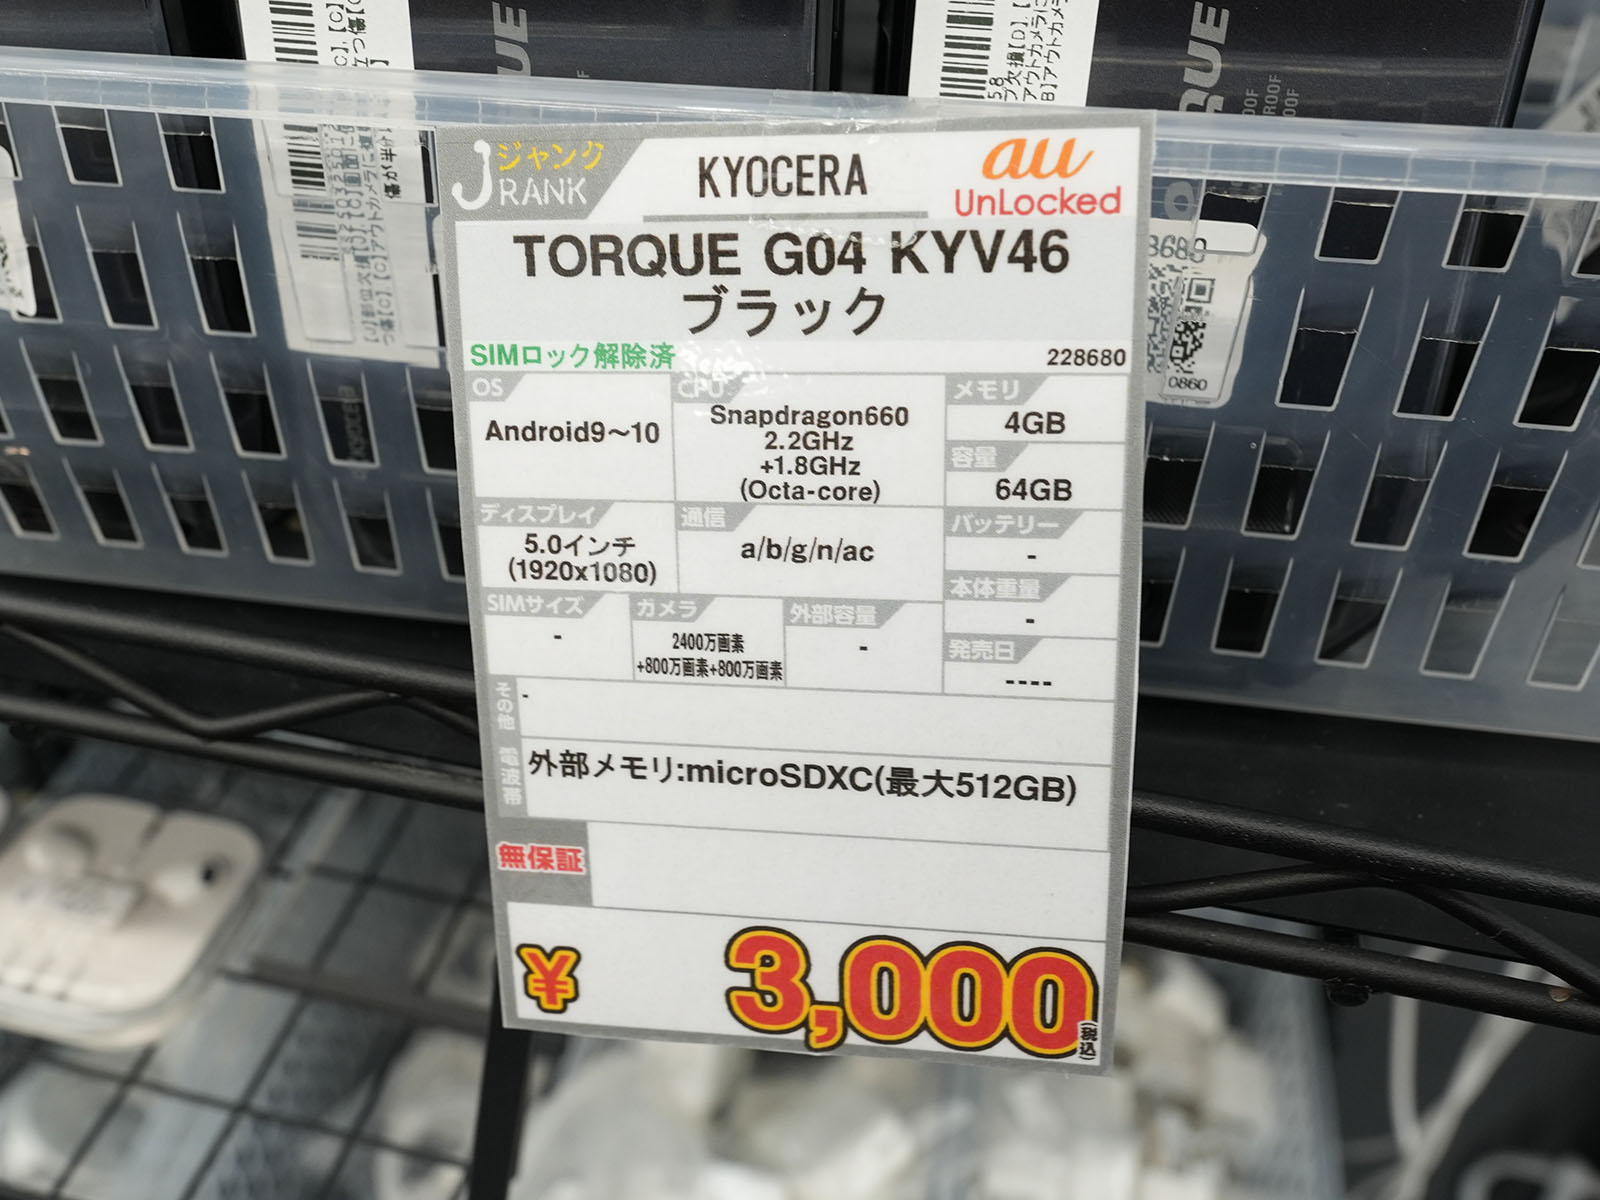 ジャンク
J RANK
KYOCERA
au
UnLocked
TORQUE G04 KYV46
ブラック
SIMロック解除済
228680
OS
Android9～10
CPU
Snapdragon660
2.2GHz
+1.8GHz
(Octa-core)
メモリ
4GB
容量
64GB
ディスプレイ
5.0インチ
(1920x1080)
通信
a/b/g/n/ac
バッテリー
-
本体重量
-
発売日
----
SIMサイズ
-
カメラ
2400万画素
+800万画素+800万画素
外部容量
-
その他
-
電波帯
外部メモリ:microSDXC(最大512GB)
無保証
¥ 3,000
(税込)
0860